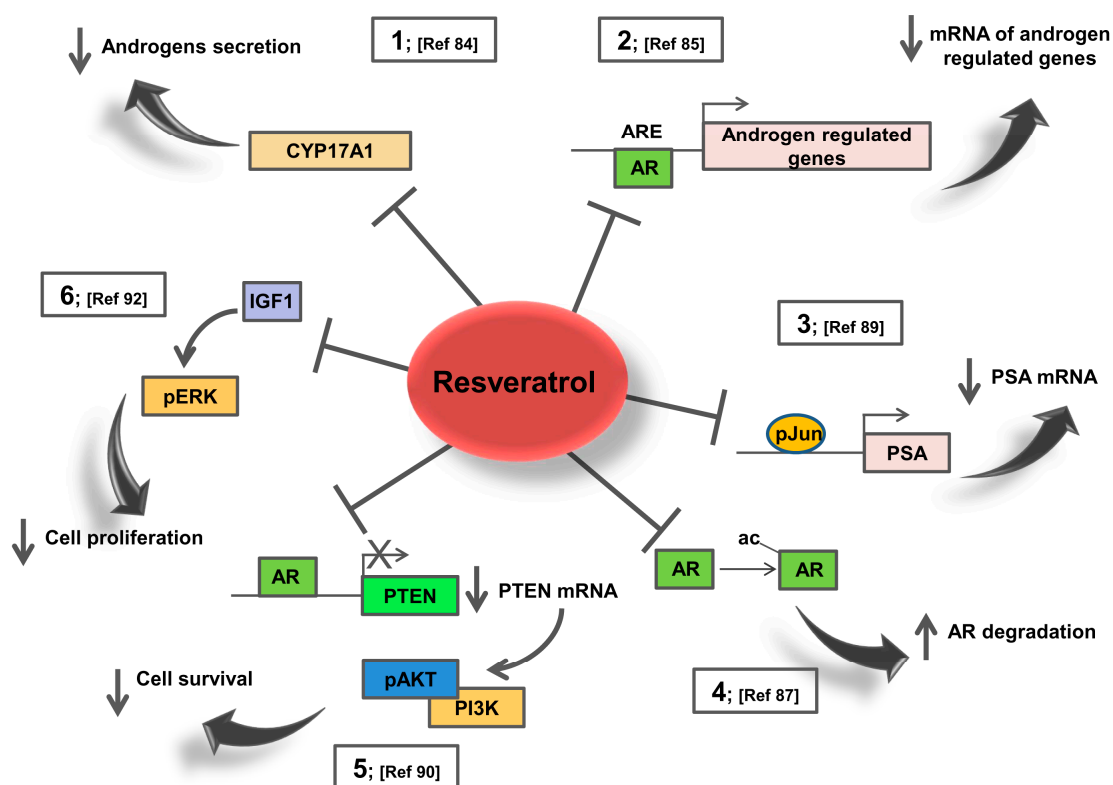 Androgens secretion
1; [Ref 84]
CYP17A1
2; [Ref 85]
mRNA of androgen
regulated genes
ARE
AR
Androgen regulated
genes
6; [Ref 92]
IGF1
pERK
Cell proliferation
Resveratrol
3; [Ref 89]
PSA mRNA
pJun
PSA
AR
PTEN
PTEN mRNA
pAKT
PI3K
Cell survival
5; [Ref 90]
AR
ac
AR
AR degradation
4; [Ref 87]